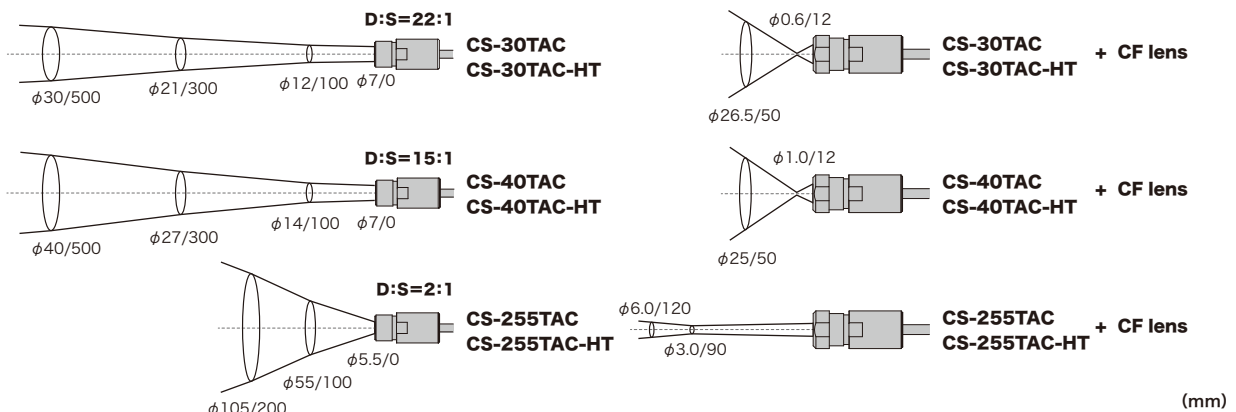 D:S=22:1
CS-30TAC
CS-30TAC-HT
φ30/500
φ21/300
φ12/100
φ7/0
φ0.6/12
CS-30TAC
CS-30TAC-HT
+ CF lens
φ26.5/50
D:S=15:1
CS-40TAC
CS-40TAC-HT
φ40/500
φ27/300
φ14/100
φ7/0
φ1.0/12
CS-40TAC
CS-40TAC-HT
+ CF lens
φ25/50
D:S=2:1
CS-255TAC
CS-255TAC-HT
φ5.5/0
φ55/100
φ105/200
φ6.0/120
φ3.0/90
CS-255TAC
CS-255TAC-HT
+ CF lens
(mm)